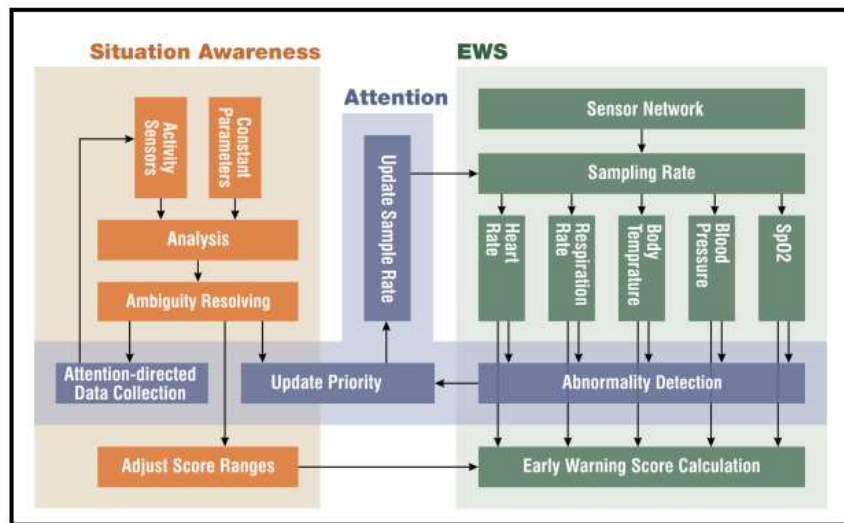 Situation Awareness
EWS
Attention
Activity
Sensors
Constant
Parameters
Analysis
Ambiguity Resolving
Attention-directed
Data Collection
Adjust Score Ranges
Update Sample Rate
Update Priority
Sensor Network
Sampling Rate
Heart
Rate
Respiration
Rate
Body
Temprature
Blood
Pressure
SpO2
Abnormality Detection
Early Warning Score Calculation